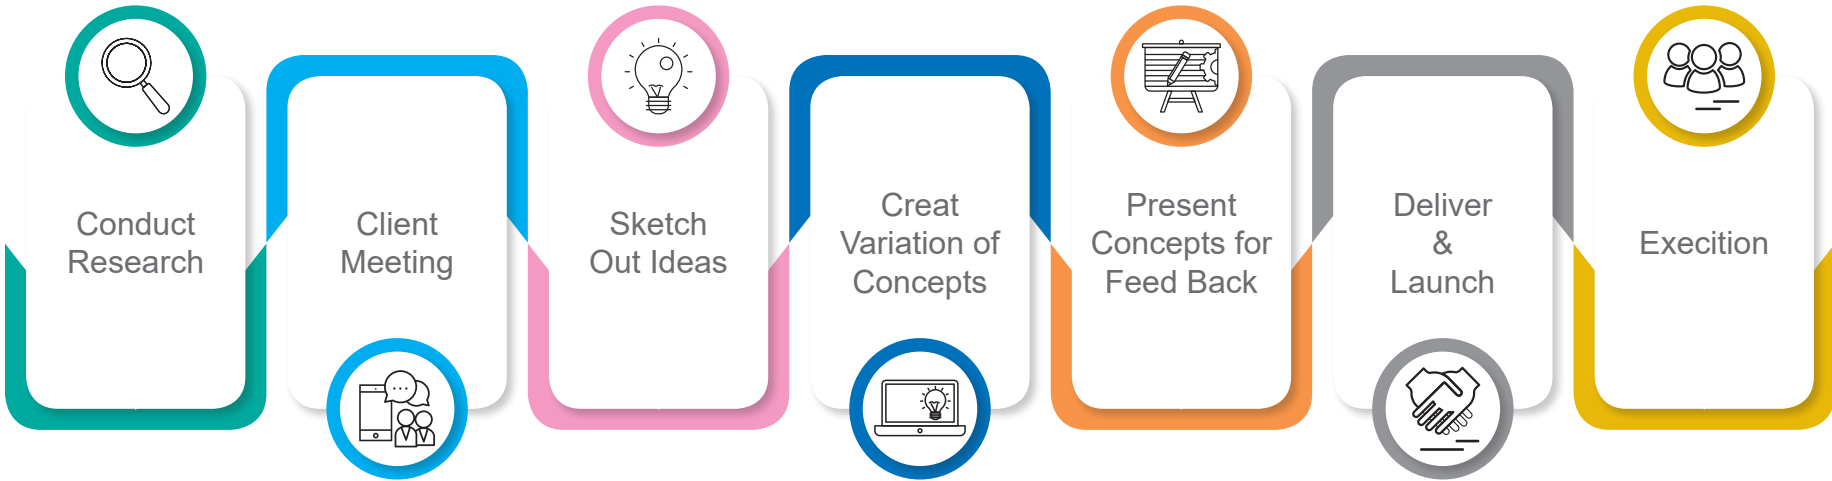 Conduct
Research
Client
Meeting
Sketch
Out Ideas
Creat
Variation of
Concepts
Present
Concepts for
Feed Back
Deliver
&
Launch
Execition